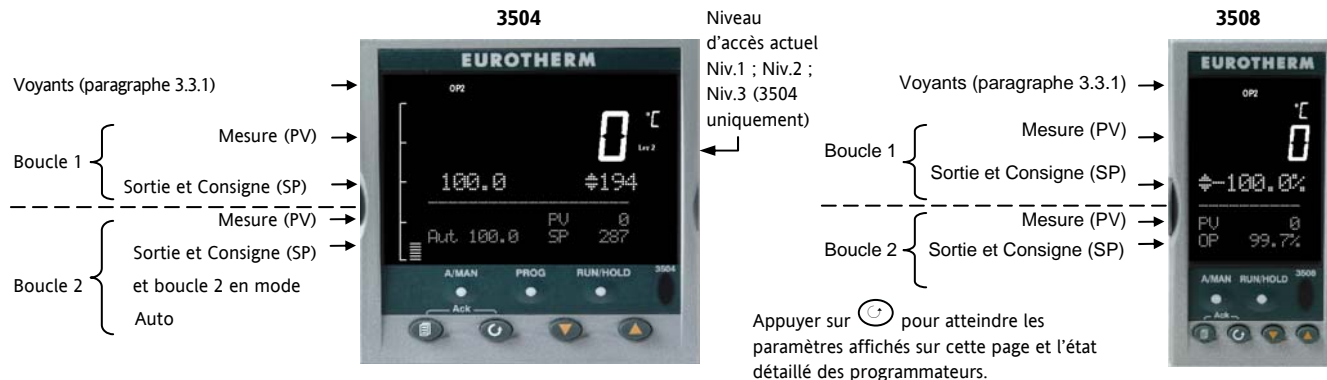 3504
Niveau
d'accès actuel
Niv.1 ; Niv.2 ;
Niv.3 (3504
uniquement)
Voyants (paragraphe 3.3.1)
Boucle 1
Mesure (PV)
Sortie et Consigne (SP)
Boucle 2
Mesure (PV)
Sortie et Consigne (SP)
et boucle 2 en mode
Auto
EUROTHERM
OP2
0 °C
Lev 2
100.0 194
PV 0
Aut 100.0 SP 287
A/MAN PROG RUN/HOLD 3504
Ack
3508
Voyants (paragraphe 3.3.1)
Boucle 1
Mesure (PV)
Sortie et Consigne (SP)
Boucle 2
Mesure (PV)
Sortie et Consigne (SP)
EUROTHERM
OP2
°C
0
-100.0%
PV 0
OP 99.7%
A/MAN RUN/HOLD 3508
Ack
Appuyer sur pour atteindre les
paramètres affichés sur cette page et l'état
détaillé des programmateurs.